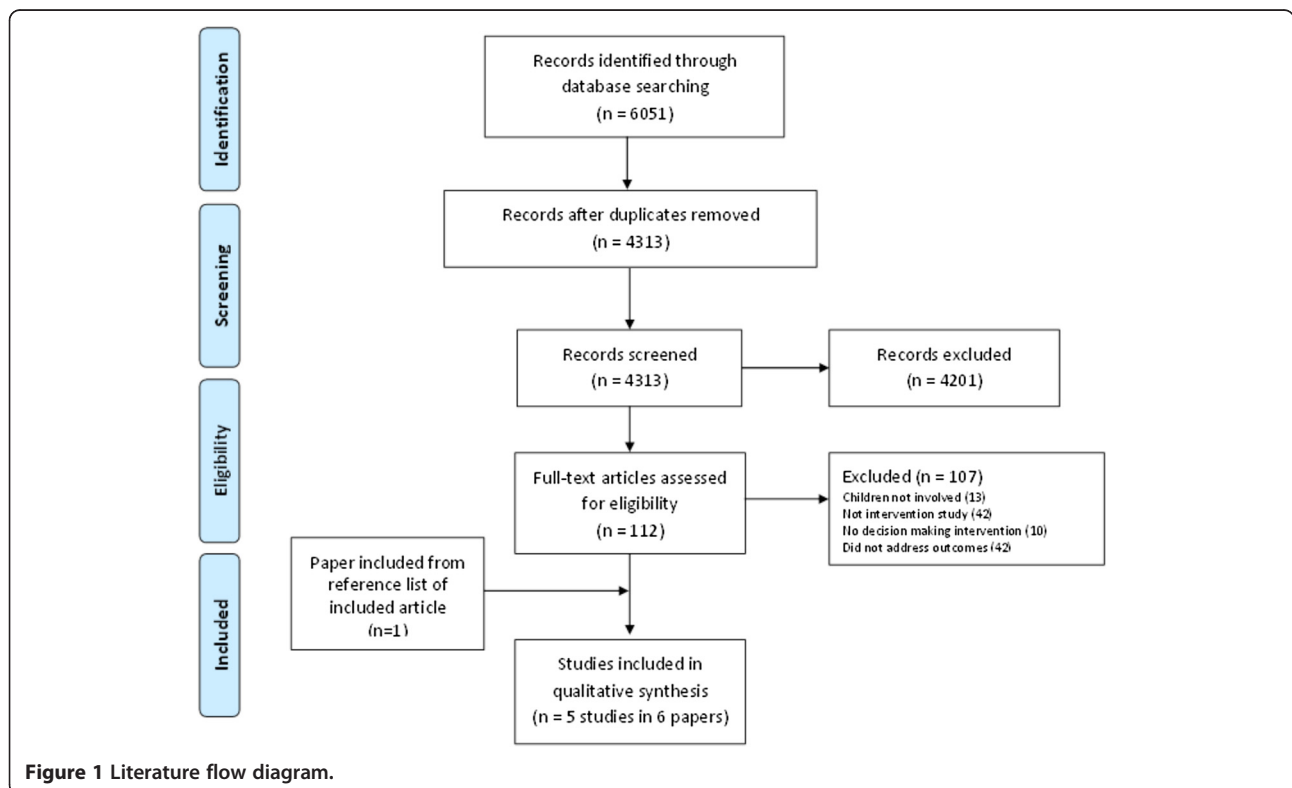 Identification
Records identified through
database searching
(n = 6051)
Screening
Records after duplicates removed
(n = 4313)
Records screened
(n = 4313)
Records excluded
(n = 4201)
Eligibility
Full-text articles assessed
for eligibility
(n = 112)
Excluded (n = 107)
Children not involved (13)
Not intervention study (42)
No decision making intervention (10)
Did not address outcomes (42)
Included
Paper included from
reference list of
included article
(n=1)
Studies included in
qualitative synthesis
(n = 5 studies in 6 papers)
Figure 1 Literature flow diagram.